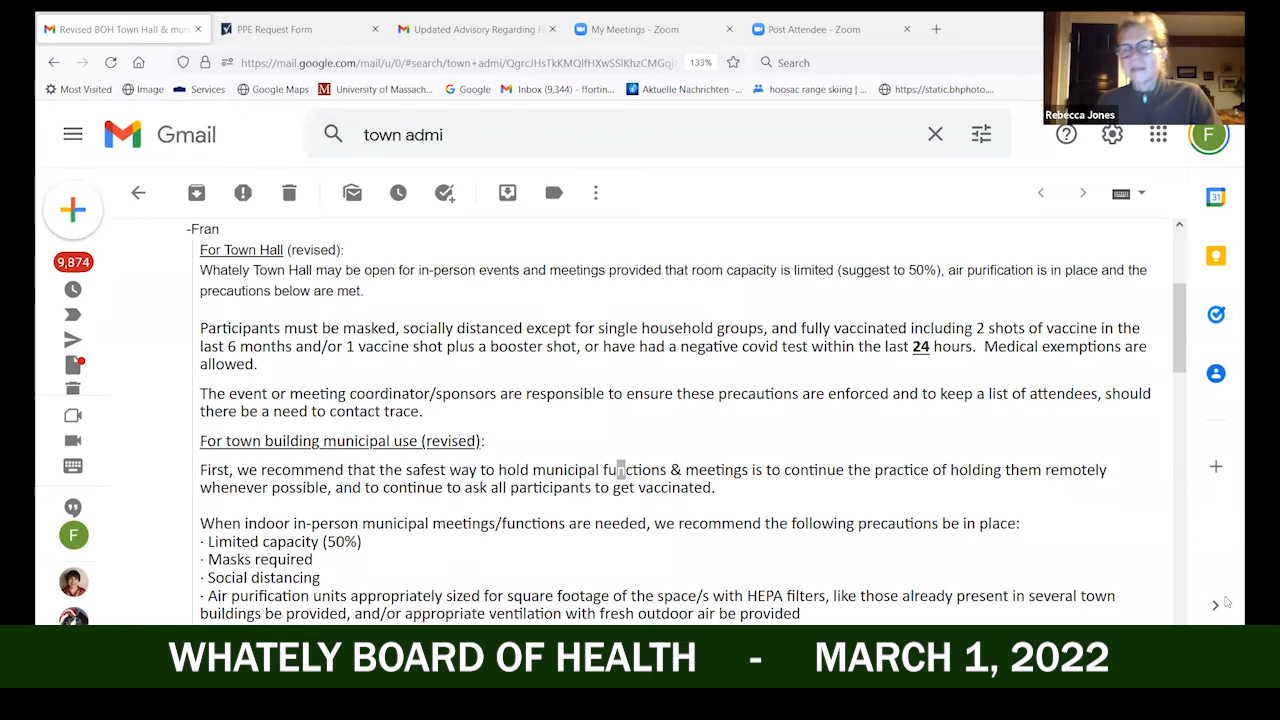 Revised BOH Town Hall & mun
PPE Request Form
Updated Advisory Regarding Fo
My Meetings - Zoom
Post Attendee - Zoom
https://mail.google.com/mail/u/0/#search/town+admi/
133%
Search
Most Visited
Image
Services
Google Maps
University of Massach...
Google
Inbox (9,344) - ffortin...
Aktuelle Nachrichten -...
hoosac range skiing | ...
https://static.bhphoto....
Rebecca Jones
Gmail
town admi
F
31
-Fran
9,874
For Town Hall (revised):
Whately Town Hall may be open for in-person events and meetings provided that room capacity is limited (suggest to 50%), air purification is in place and the
precautions below are met.
Participants must be masked, socially distanced except for single household groups, and fully vaccinated including 2 shots of vaccine in the
last 6 months and/or 1 vaccine shot plus a booster shot, or have had a negative covid test within the last 24 hours.  Medical exemptions are
allowed.
The event or meeting coordinator/sponsors are responsible to ensure these precautions are enforced and to keep a list of attendees, should
there be a need to contact trace.
For town building municipal use (revised):
First, we recommend that the safest way to hold municipal functions & meetings is to continue the practice of holding them remotely
whenever possible, and to continue to ask all participants to get vaccinated.
When indoor in-person municipal meetings/functions are needed, we recommend the following precautions be in place:
· Limited capacity (50%)
· Masks required
· Social distancing
· Air purification units appropriately sized for square footage of the space/s with HEPA filters, like those already present in several town
buildings be provided, and/or appropriate ventilation with fresh outdoor air be provided
F
WHATELY BOARD OF HEALTH - MARCH 1, 2022